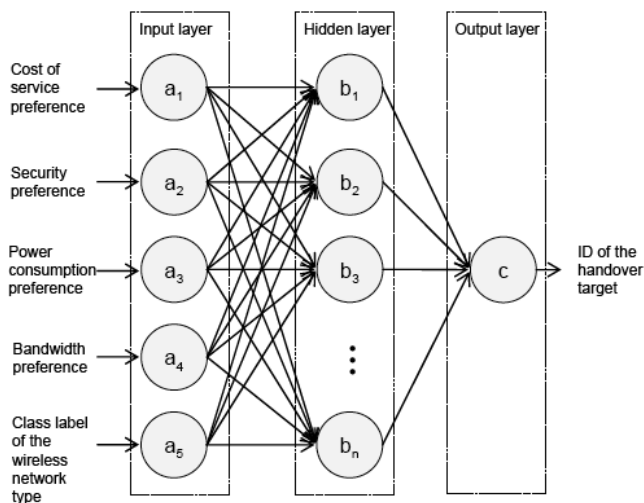 Input layer
Hidden layer
Output layer
Cost of
service
preference
a1
b1
Security
preference
a2
b2
Power
consumption
preference
a3
b3
c
ID of the
handover
target
Bandwidth
preference
a4
Class label
of the
wireless
network
type
a5
bn